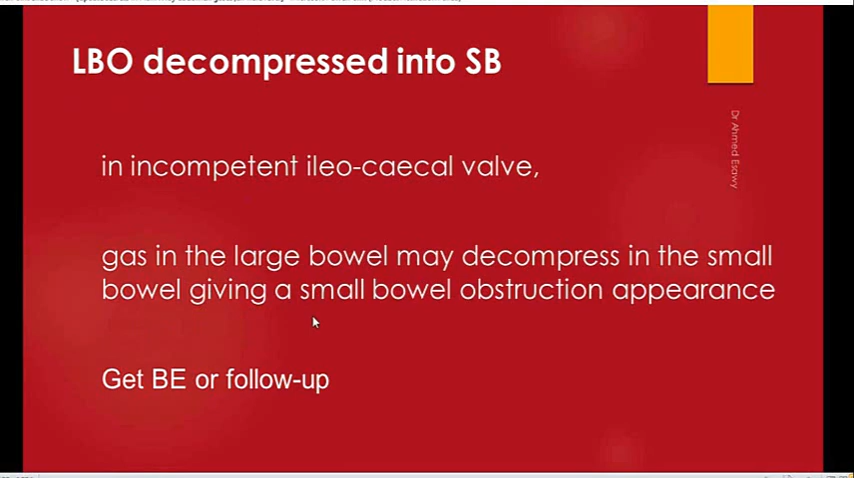 LBO decompressed into SB
Dr Ahmed Esawy
in incompetent ileo-caecal valve,
gas in the large bowel may decompress in the small
bowel giving a small bowel obstruction appearance
Get BE or follow-up